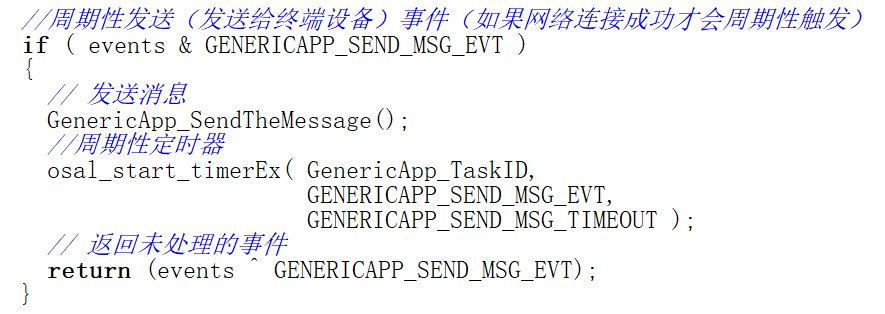 //周期性发送（发送给终端设备）事件（如果网络连接成功才会周期性触发）
if ( events & GENERICAPP_SEND_MSG_EVT )
{
  // 发送消息
  GenericApp_SendTheMessage();
  //周期性定时器
  osal_start_timerEx( GenericApp_TaskID,
                      GENERICAPP_SEND_MSG_EVT,
                      GENERICAPP_SEND_MSG_TIMEOUT );
  // 返回未处理的事件
  return (events ^ GENERICAPP_SEND_MSG_EVT);
}